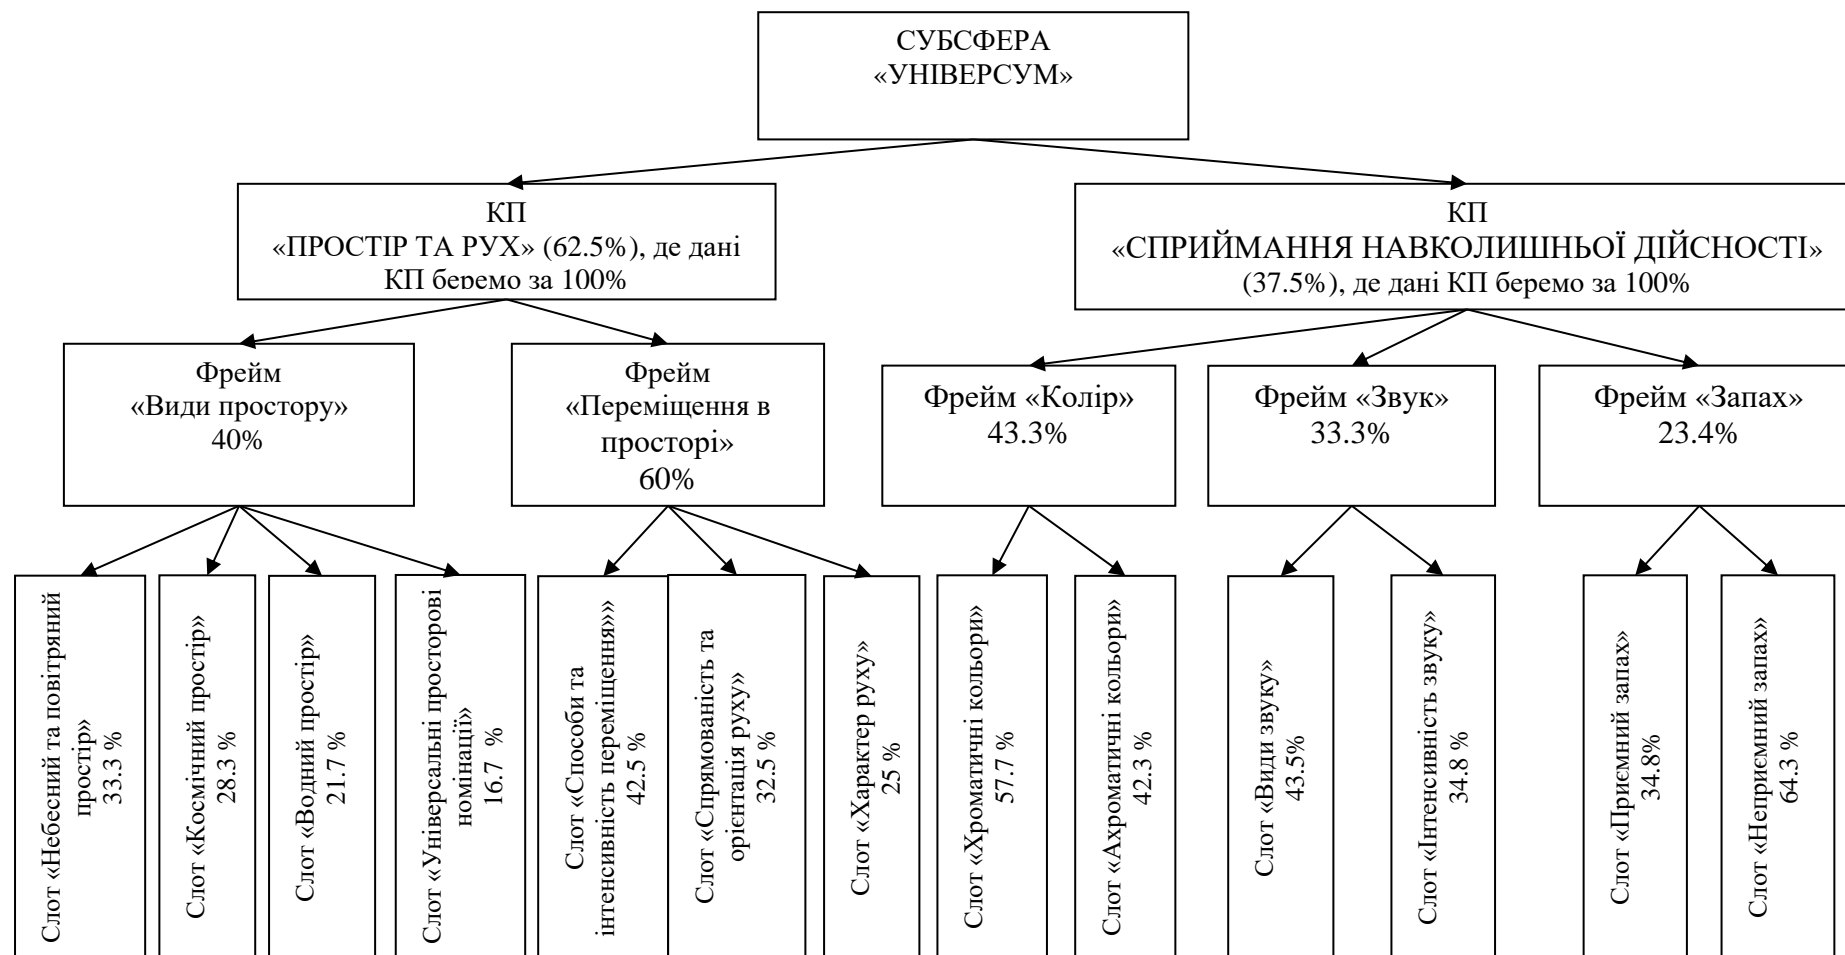 СУБСФЕРА
«УНІВЕРСУМ»
КП
«ПРОСТІР ТА РУХ» (62.5%), де дані
КП беремо за 100%
КП
«СПРИЙМАННЯ НАВКОЛИШНЬОЇ ДІЙСНОСТІ»
(37.5%), де дані КП беремо за 100%
Фрейм
«Види простору»
40%
Фрейм
«Переміщення в
просторі»
60%
Фрейм «Колір»
43.3%
Фрейм «Звук»
33.3%
Фрейм «Запах»
23.4%
Слот «Небесний та повітряний
простір»
33.3 %
Слот «Космічний простір»
28.3 %
Слот «Водний простір»
21.7 %
Слот «Універсальні просторові
номінації»
16.7 %
Слот «Способи та
інтенсивність переміщення»»
42.5 %
Слот «Спрямованість та
орієнтація руху»
32.5 %
Слот «Характер руху»
25 %
Слот «Хроматичні кольори»
57.7 %
Слот «Ахроматичні кольори»
42.3 %
Слот «Види звуку»
43.5%
Слот «Інтенсивність звуку»
34.8 %
Слот «Приємний запах»
34.8%
Слот «Неприємний запах»
64.3 %